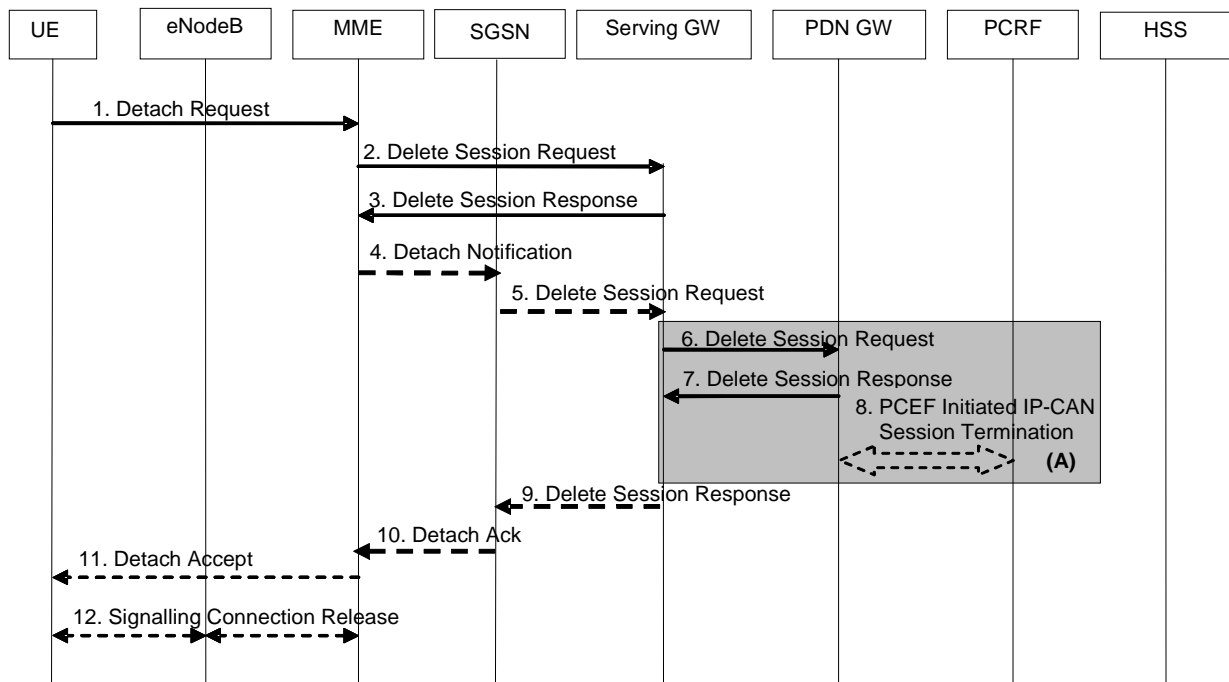 UE
eNodeB
MME
SGSN
Serving GW
PDN GW
PCRF
HSS
1. Detach Request
2. Delete Session Request
3. Delete Session Response
4. Detach Notification
5. Delete Session Request
6. Delete Session Request
7. Delete Session Response
8. PCEF Initiated IP-CAN
Session Termination
(A)
9. Delete Session Response
10. Detach Ack
11. Detach Accept
12. Signalling Connection Release